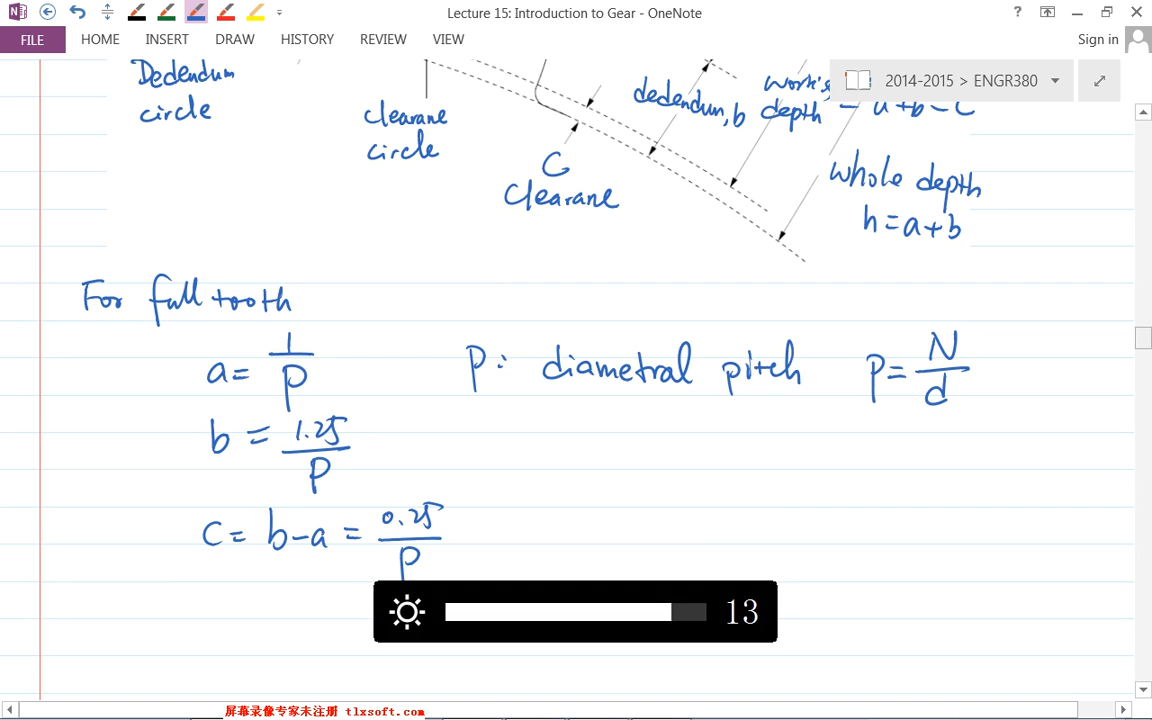 Lecture 15: Introduction to Gear - OneNote
FILE HOME INSERT DRAW HISTORY REVIEW VIEW
Sign in
2014-2015 > ENGR380
Dedendum
circle
clearane
circle
C
clearane
dedendun, b
depth = a+b-c
whole depth
h=a+b
For full tooth
a= 1/P
P: diametral pitch P= N/d
b = 1.25/P
C= b-a = 0.25/P
13
屏幕录像专家未注册 tlxsoft.com